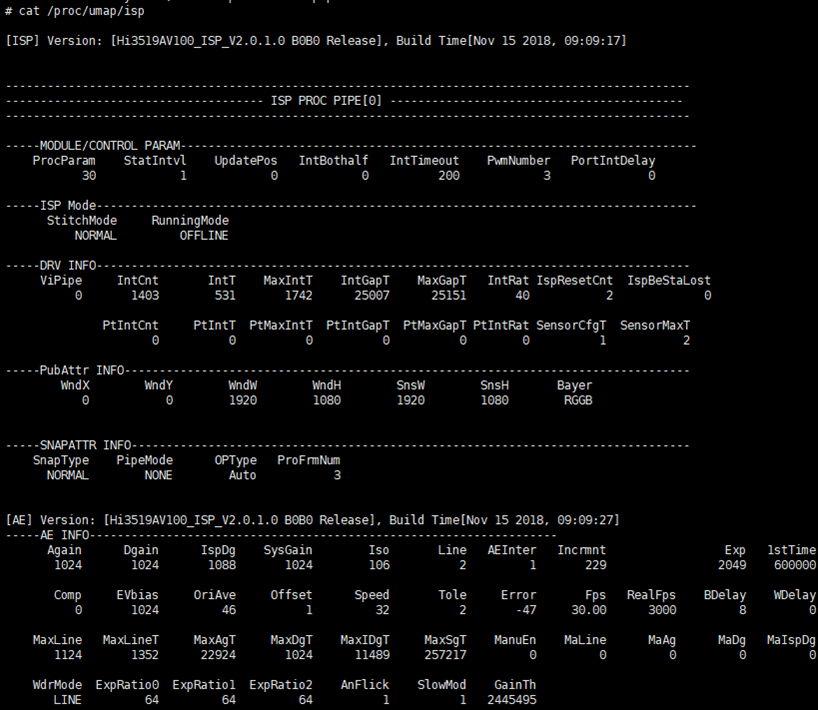 # cat /proc/umap/isp
[ISP] Version: [Hi3519AV100_ISP_V2.0.1.0 B0B0 Release], Build Time[Nov 15 2018, 09:09:17]
-------------------------------------------------------------------------------------------------
------------------------------------- ISP PROC PIPE[0] ------------------------------------------
-------------------------------------------------------------------------------------------------
-----MODULE/CONTROL PARAM-------------------------------------------------------------------------
ProcParam StatIntvl UpdatePos IntBothalf IntTimeout PwmNumber PortIntDelay
30 1 0 0 200 3 0
-----ISP Mode-------------------------------------------------------------------------------------
StitchMode RunningMode
NORMAL OFFLINE
-----DRV INFO-------------------------------------------------------------------------------------
ViPipe IntCnt IntT MaxIntT IntGapT MaxGapT IntRat IspResetCnt IspBeStaLost
0 1403 531 1742 25007 25151 40 2 0
PtIntCnt PtIntT PtMaxIntT PtIntGapT PtMaxGapT PtIntRat SensorCfgT SensorMaxT
0 0 0 0 0 0 1 2
-----PubAttr INFO---------------------------------------------------------------------------------
WndX WndY WndW WndH SnsW SnsH Bayer
0 0 1920 1080 1920 1080 RGGB
-----SNAPATTR INFO--------------------------------------------------------------------------------
SnapType PipeMode OPType ProFrmNum
NORMAL NONE Auto 3
[AE] Version: [Hi3519AV100_ISP_V2.0.1.0 B0B0 Release], Build Time[Nov 15 2018, 09:09:27]
-----AE INFO-------------------------------------------------------------------
Again Dgain IspDg SysGain Iso Line AEInter Incrmnt Exp 1stTime
1024 1024 1088 1024 106 2 1 229 2049 600000
Comp EVbias OriAve Offset Speed Tole Error Fps RealFps BDelay WDelay
0 1024 46 1 32 2 -47 30.00 3000 8 0
MaxLine MaxLineT MaxAgT MaxDgT MaxIDgT MaxSgT ManuEn MaLine MaAg MaDg MaIspDg
1124 1352 22924 1024 11489 257217 0 0 0 0 0
WdrMode ExpRatio0 ExpRatio1 ExpRatio2 AnFlick SlowMod GainTh
LINE 64 64 64 1 1 2445495